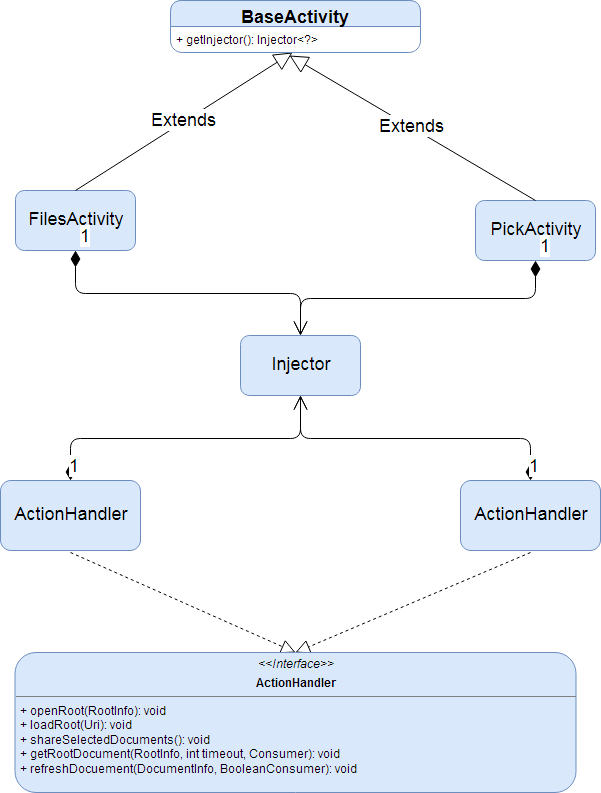 BaseActivity
+ getInjector(): Injector<?>
Extends
Extends
FilesActivity
1
PickActivity
1
Injector
1
1
ActionHandler
ActionHandler
<<Interface>>
ActionHandler
+ openRoot(RootInfo): void
+ loadRoot(Uri): void
+ shareSelectedDocuments(): void
+ getRootDocument(RootInfo, int timeout, Consumer): void
+ refreshDocuement(DocumentInfo, BooleanConsumer): void